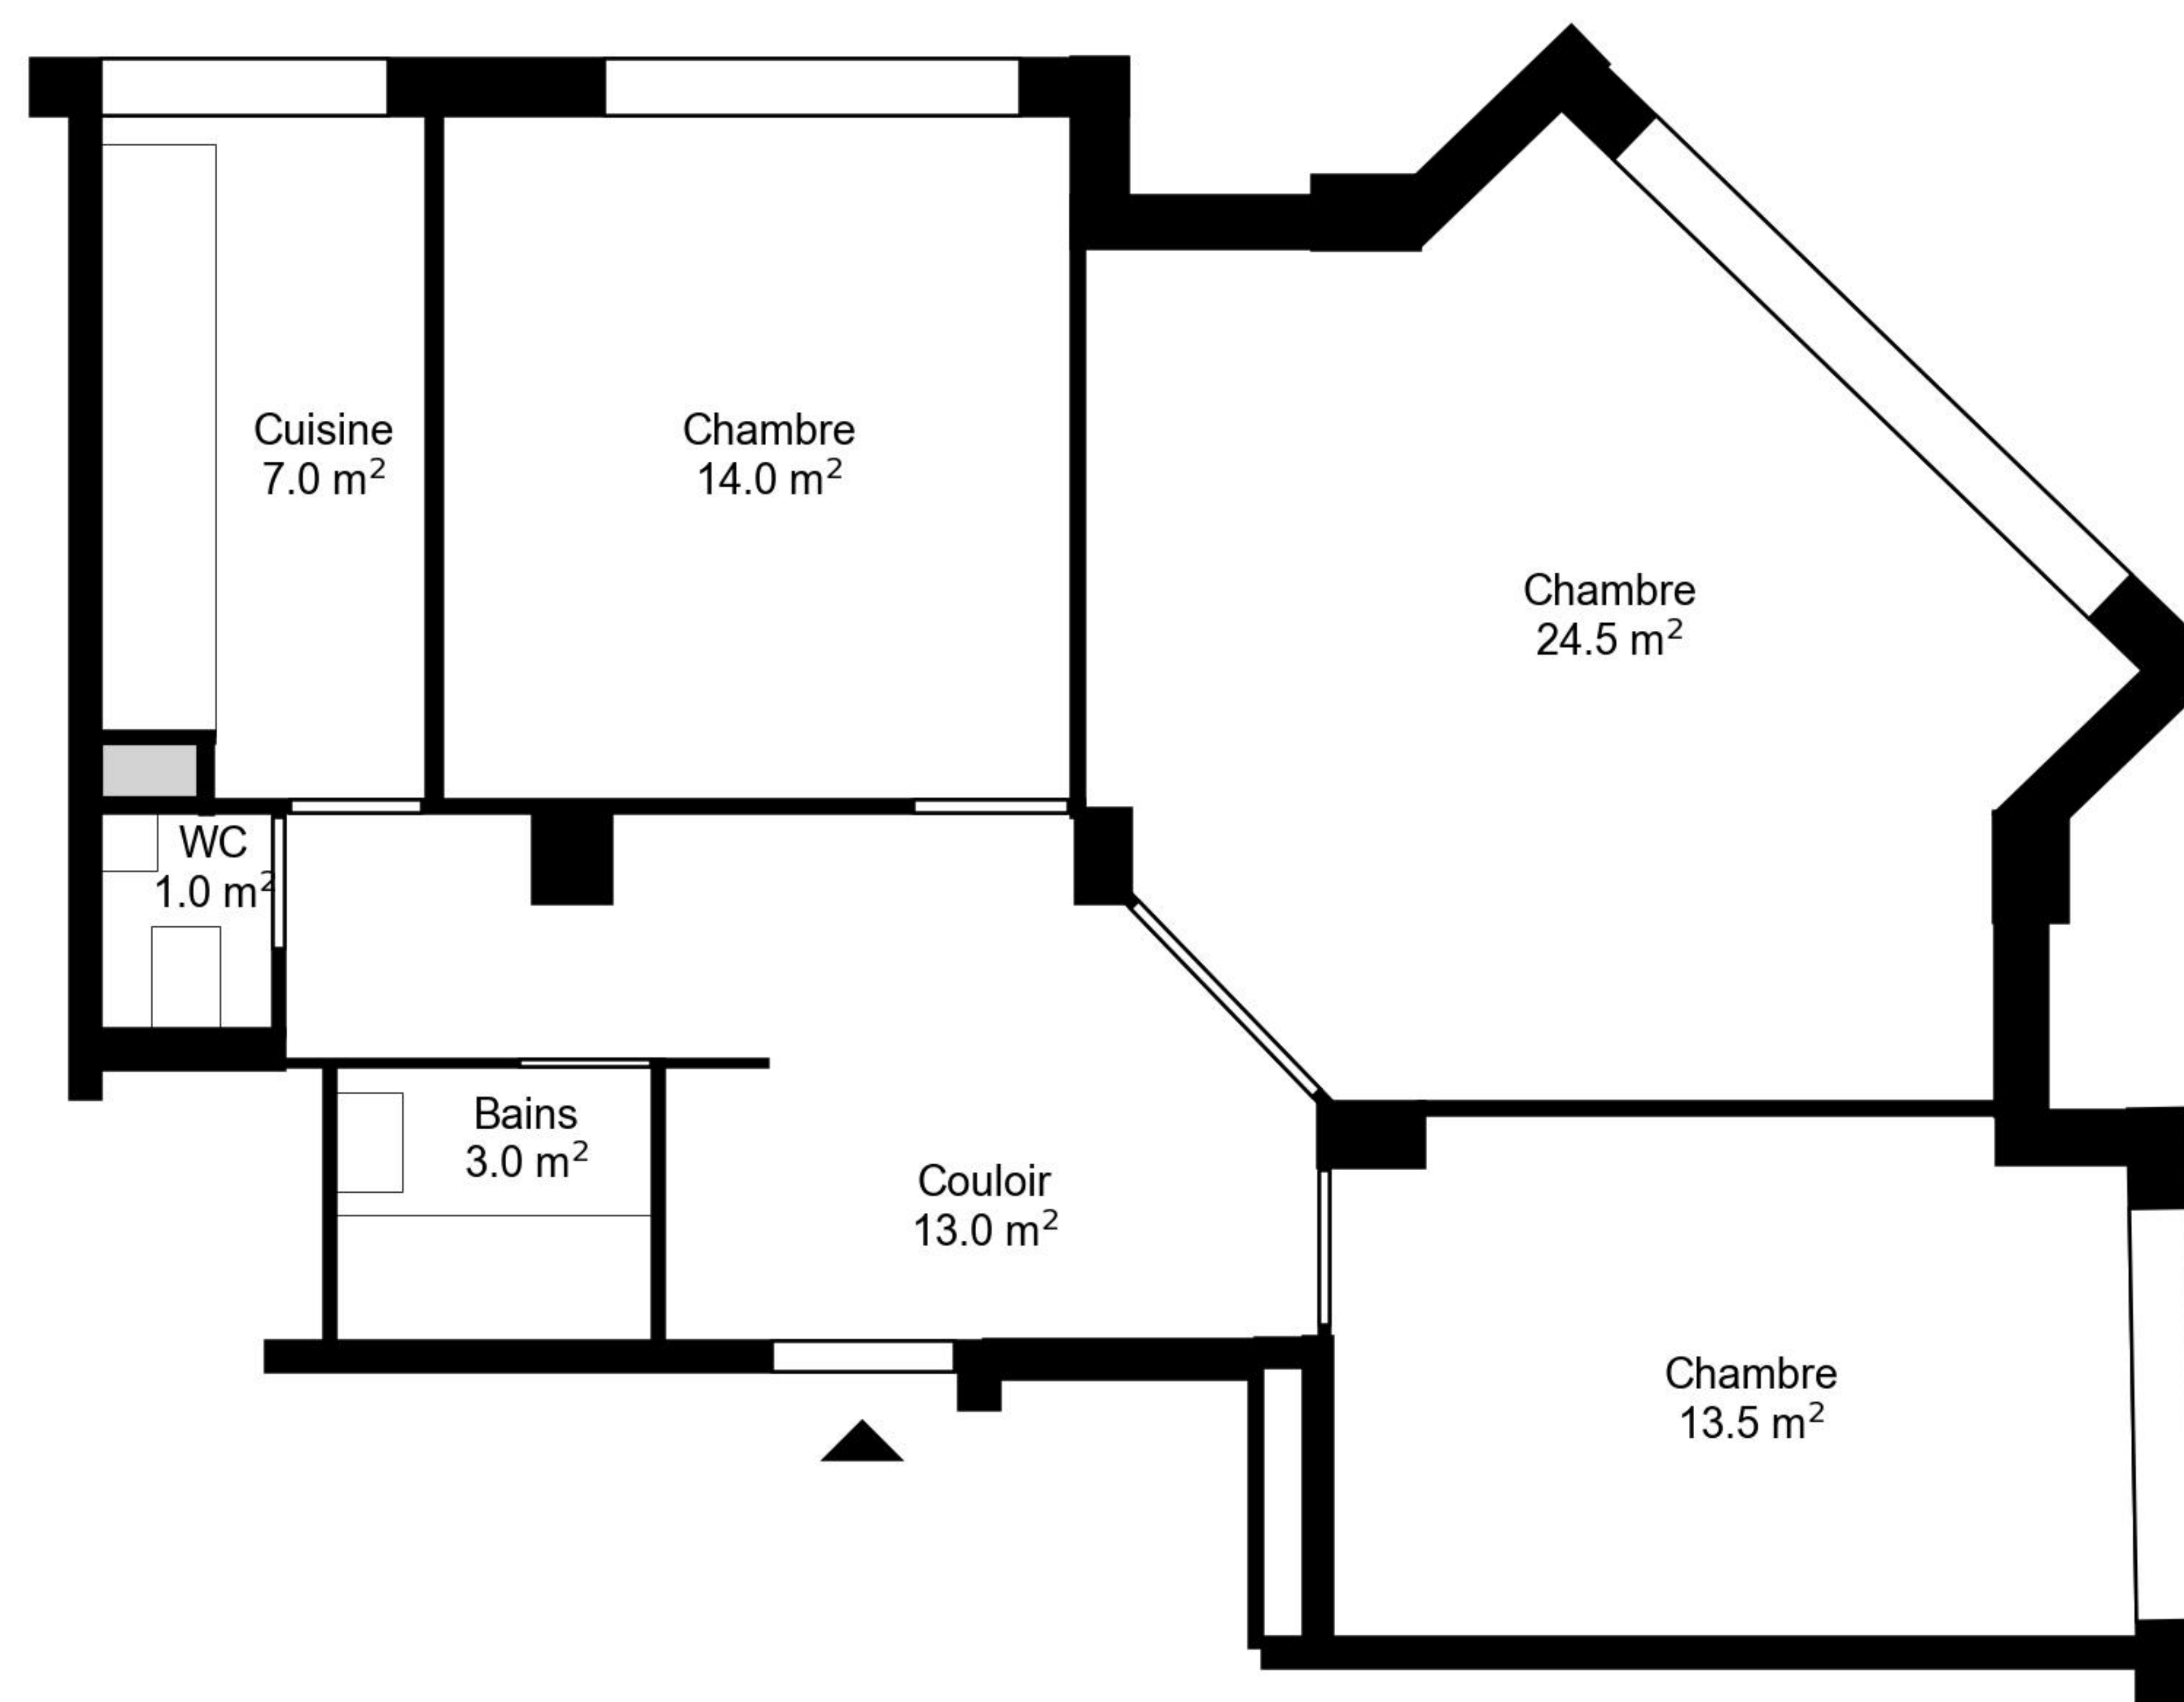 Cuisine
7.0 m²
Chambre
14.0 m²
Chambre
24.5 m²
WC
1.0 m²
Bains
3.0 m²
Couloir
13.0 m²
Chambre
13.5 m²